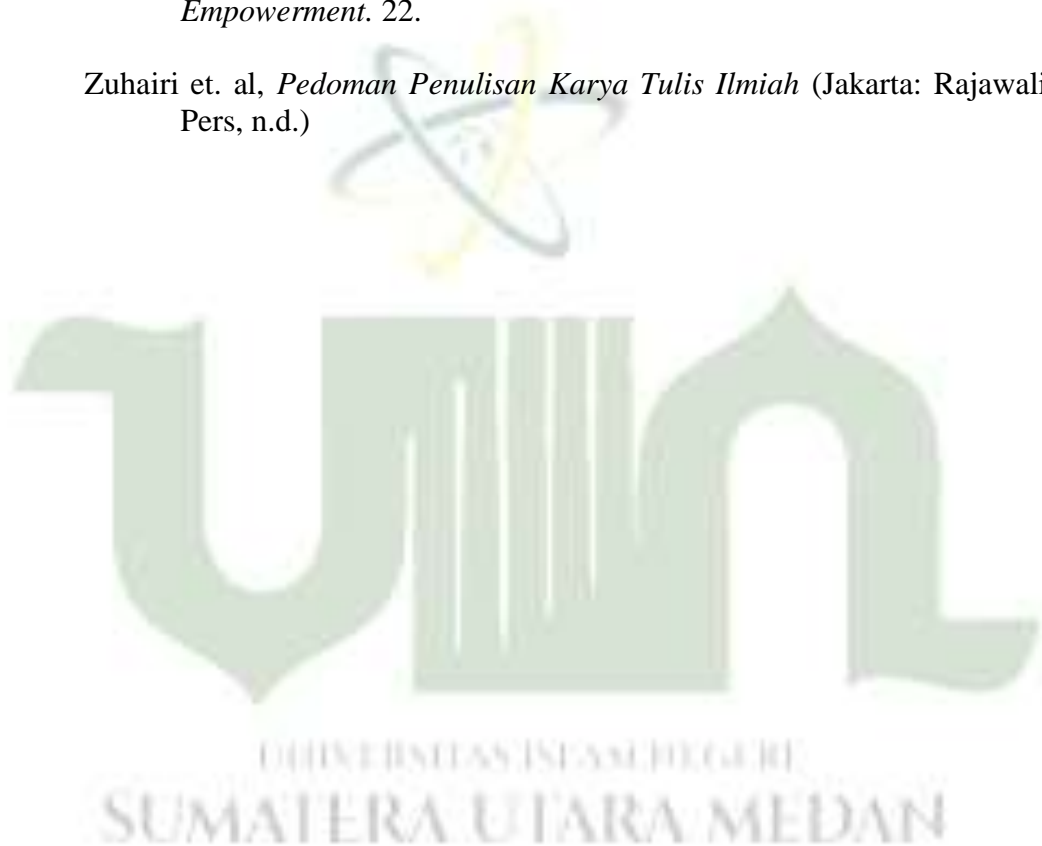 Empowerment. 22.
Zuhairi et. al, Pedoman Penulisan Karya Tulis Ilmiah (Jakarta: Rajawali
Pers, n.d.)
UNIVERSITAS ISLAM NEGERI
SUMATERA UTARA MEDAN